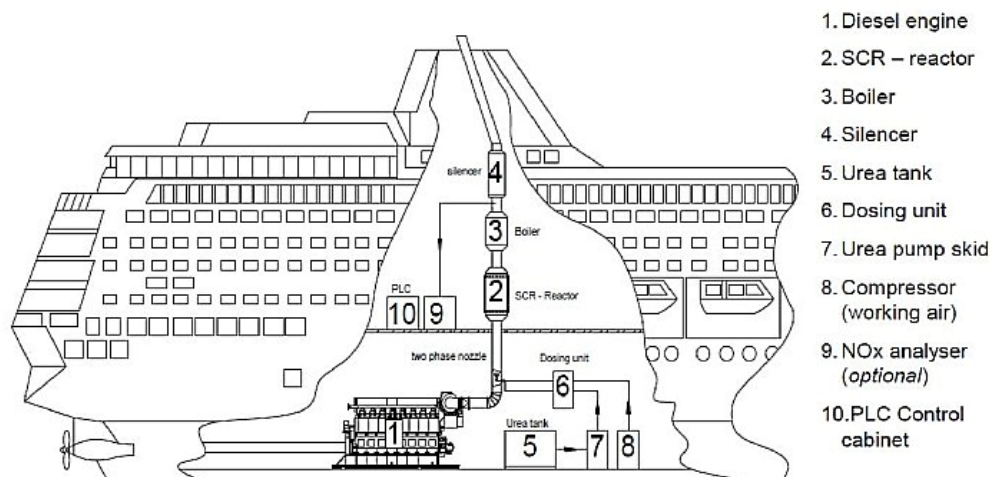 1. Diesel engine
2. SCR – reactor
3. Boiler
4. Silencer
5. Urea tank
6. Dosing unit
7. Urea pump skid
8. Compressor
(working air)
9. NOx analyser
(optional)
10.PLC Control
cabinet
silencer
4
3
Boiler
PLC
10
9
2
SCR - Reactor
two phase nozzle
Dosing unit
6
1
Urea tank
5
7
8